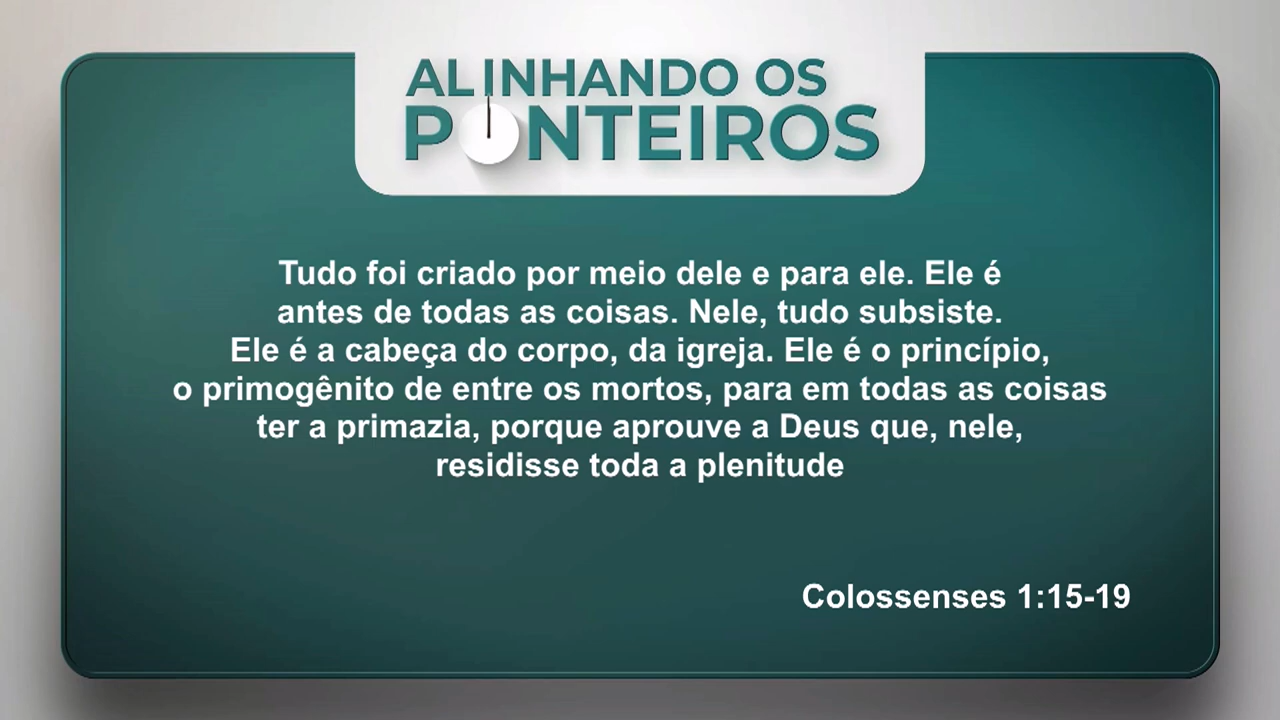 ALINHANDO OS
PONTEIROS
Tudo foi criado por meio dele e para ele. Ele é
antes de todas as coisas. Nele, tudo subsiste.
Ele é a cabeça do corpo, da igreja. Ele é o princípio,
o primogênito de entre os mortos, para em todas as coisas
ter a primazia, porque aprouve a Deus que, nele,
residisse toda a plenitude
Colossenses 1:15-19